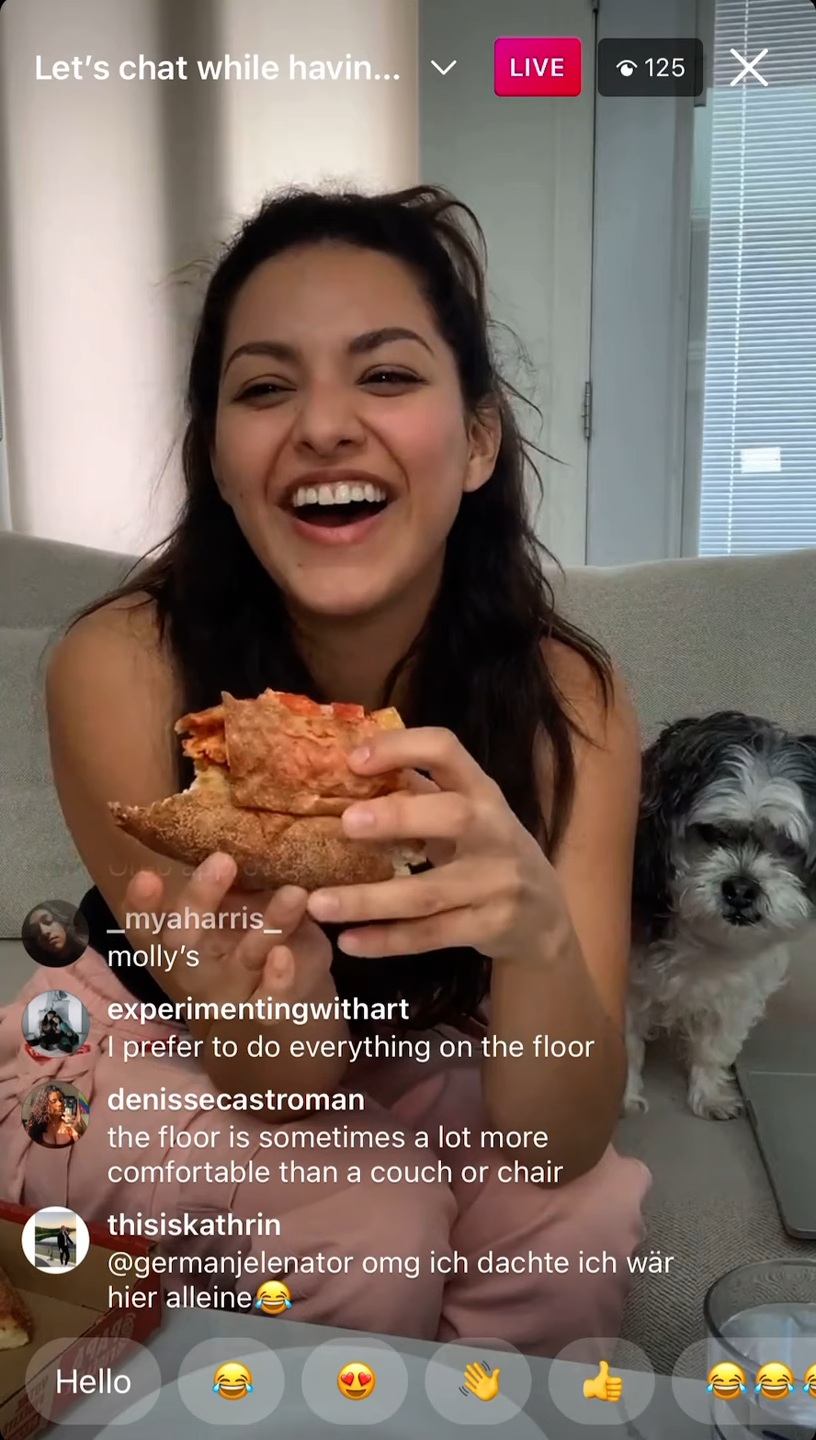 Let's chat while havin...
LIVE
125
_myaharris_
molly's
experimentingwithart
I prefer to do everything on the floor
denissecastroman
the floor is sometimes a lot more
comfortable than a couch or chair
thisiskathrin
@germanjelenator omg ich dachte ich wär
hier alleine😂
Hello
😂
😍
👋
👍
😂😂